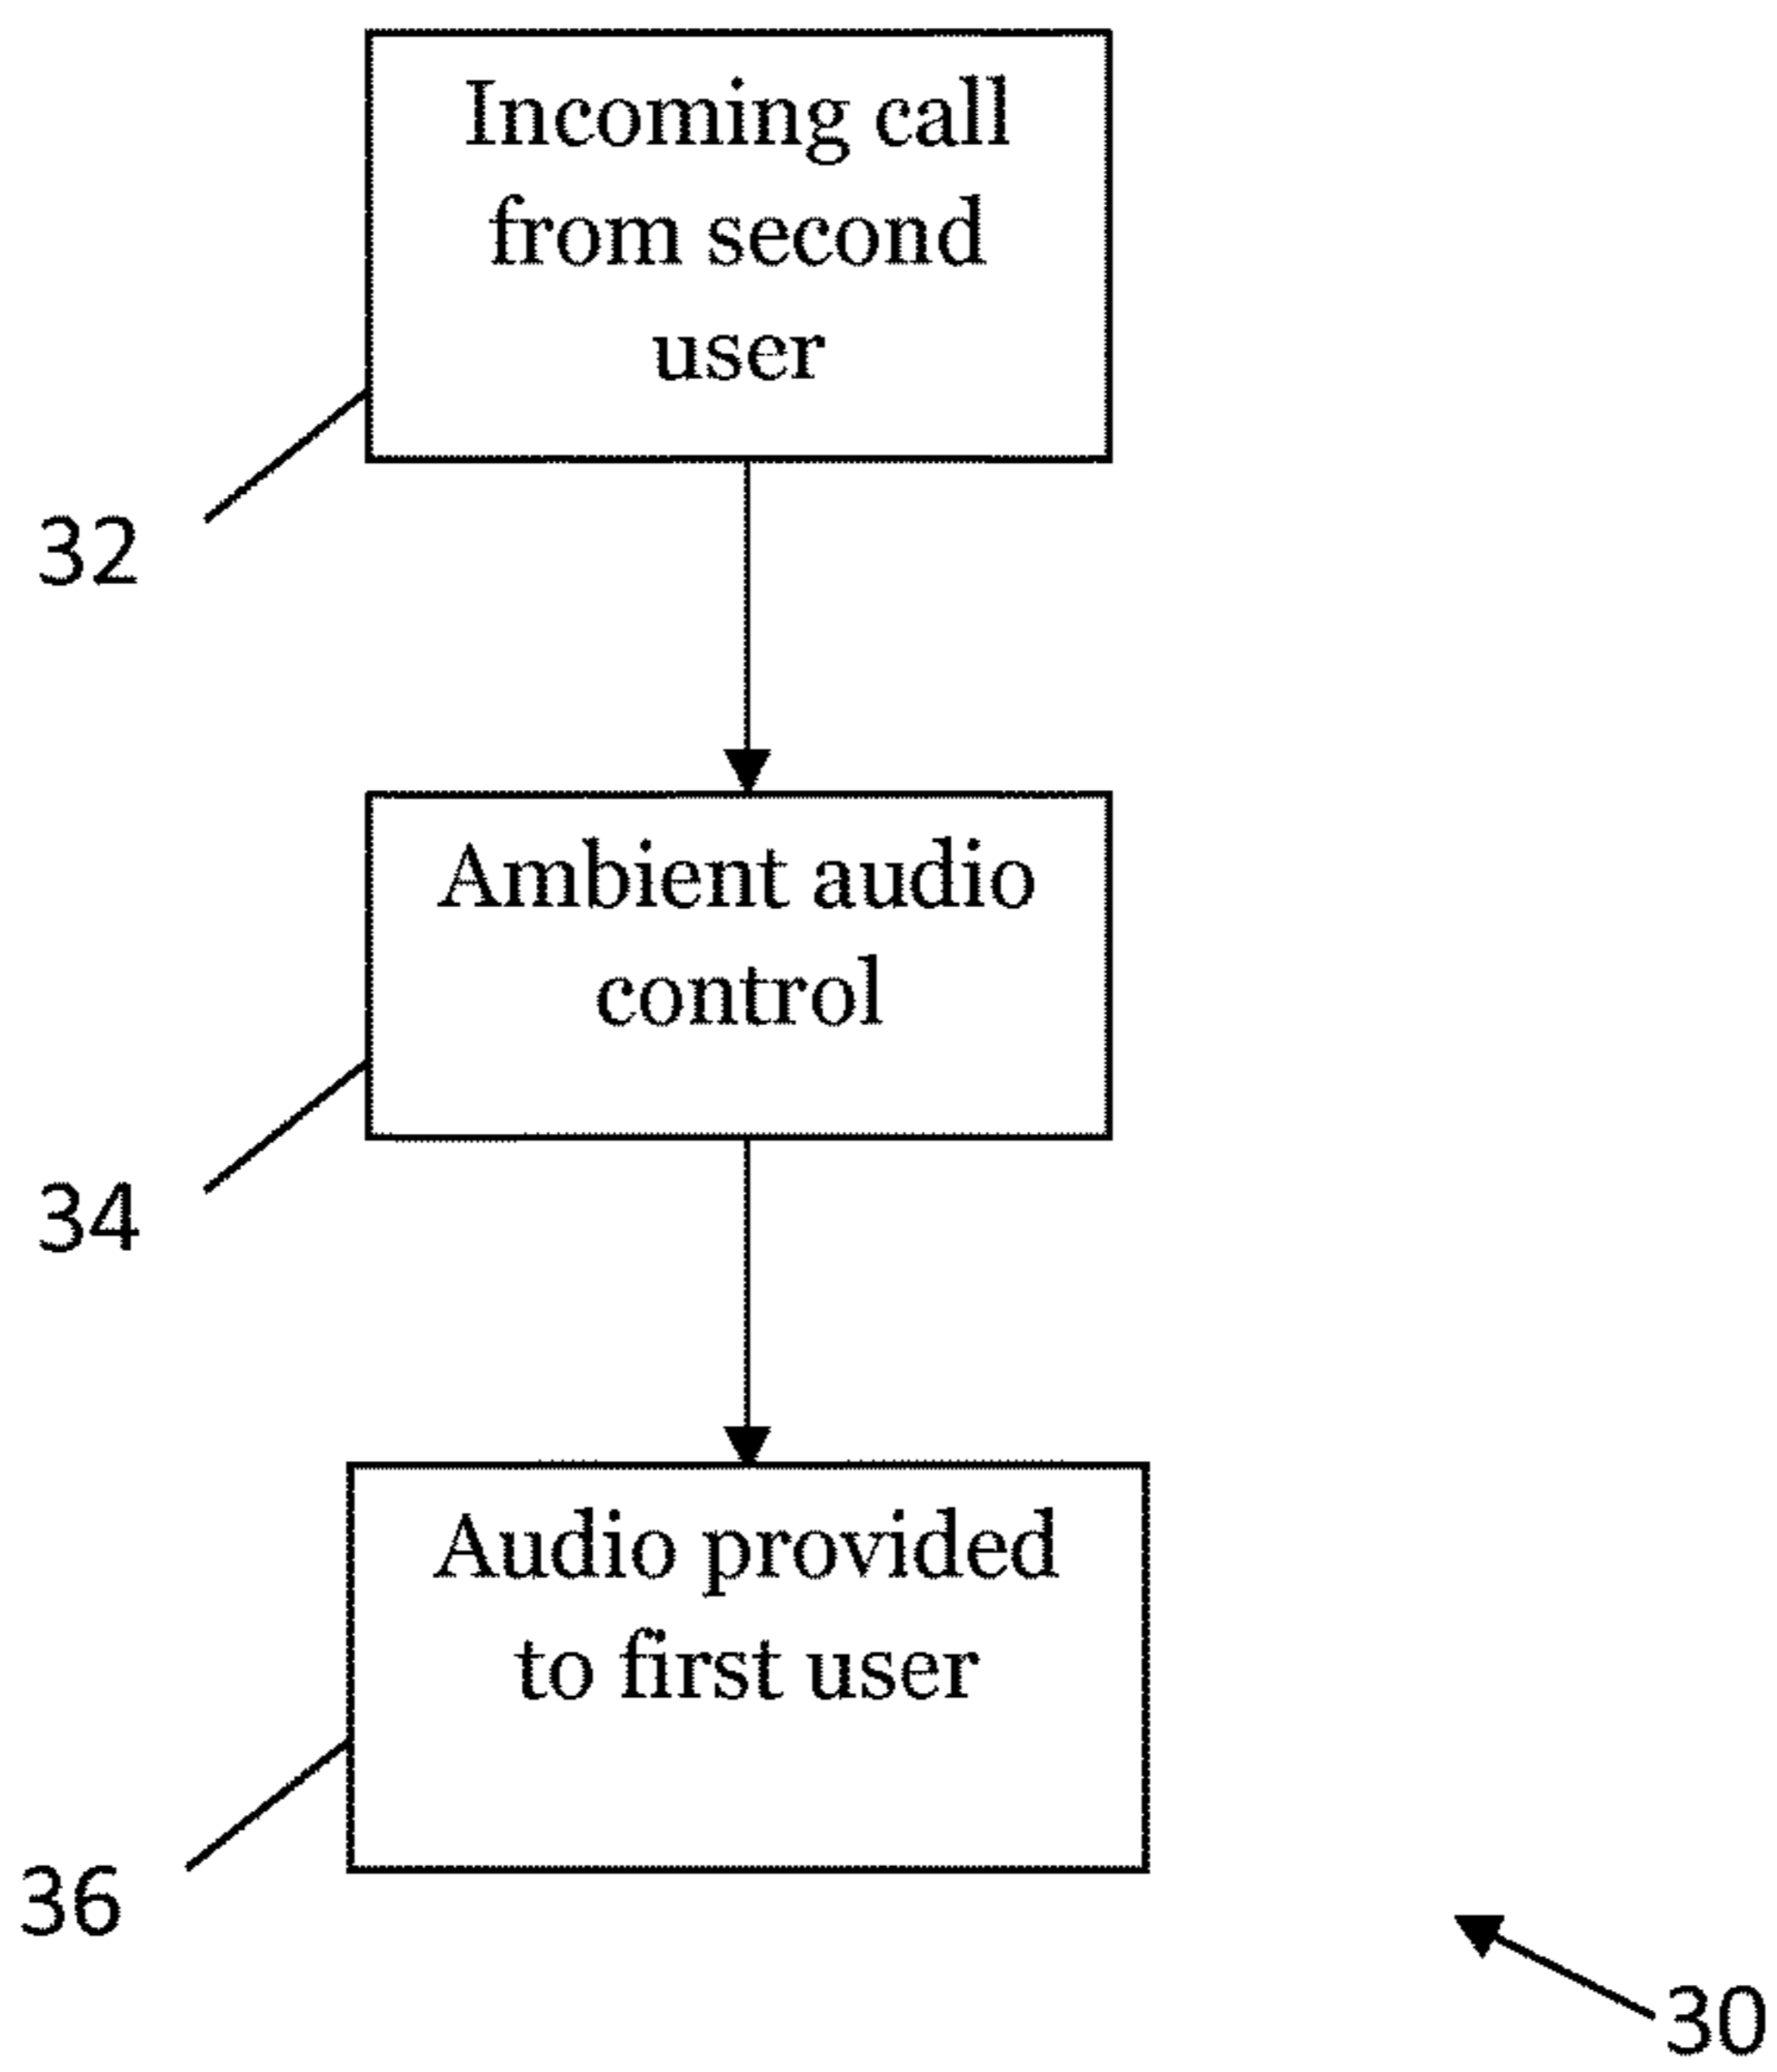 Incoming call
from second
user
32
Ambient audio
control
34
Audio provided
to first user
36
30